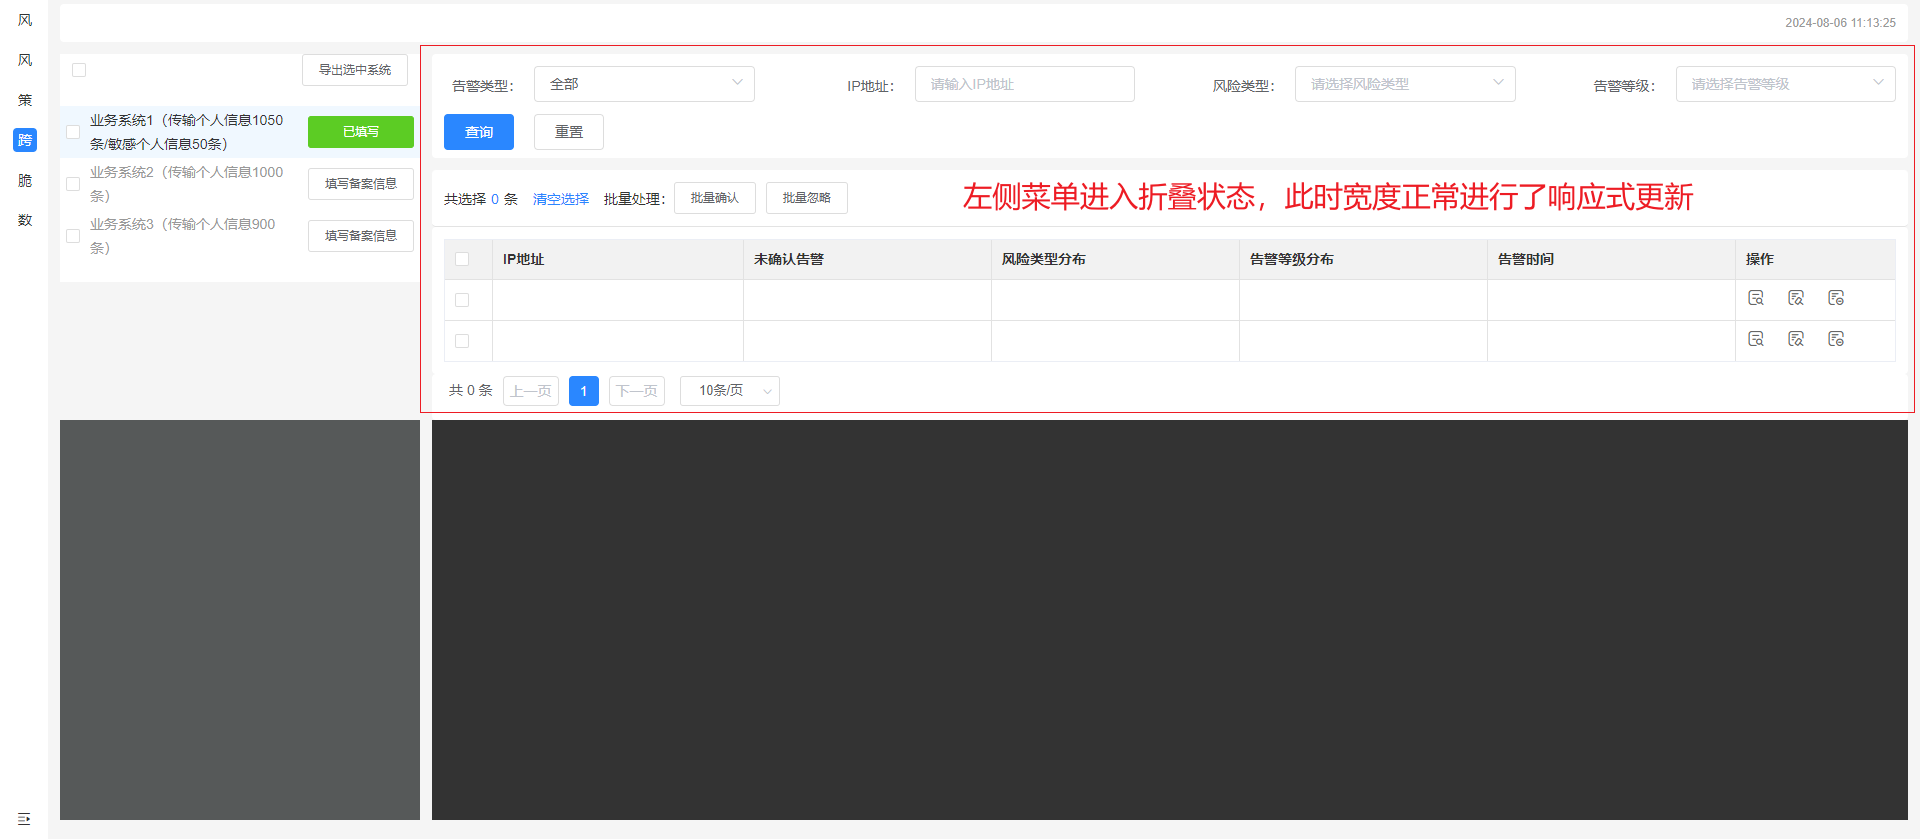 2024-08-06 11:13:25
风
风
策
跨
脆
数
导出选中系统
业务系统1（传输个人信息1050
条/敏感个人信息50条）
已填写
业务系统2（传输个人信息1000
条）
填写备案信息
业务系统3（传输个人信息900
条）
填写备案信息
告警类型： 全部 IP地址： 请输入IP地址 风险类型： 请选择风险类型 告警等级： 请选择告警等级
查询 重置
共选择 0 条 清空选择 批量处理： 批量确认 批量忽略
左侧菜单进入折叠状态，此时宽度正常进行了响应式更新
IP地址 未确认告警 风险类型分布 告警等级分布 告警时间 操作
共 0 条 上一页 1 下一页 10条/页